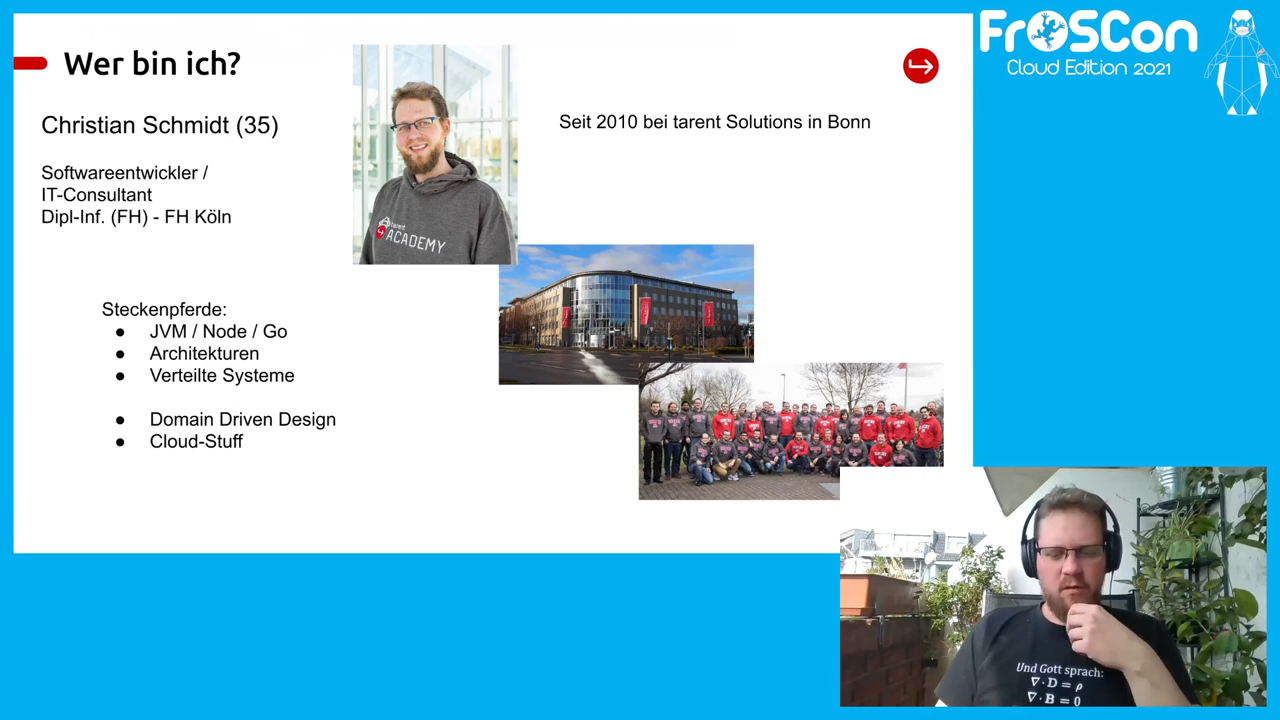 Wer bin ich?
Christian Schmidt (35)
Softwareentwickler /
IT-Consultant
Dipl-Inf. (FH) - FH Köln
Steckenpferde:
● JVM / Node / Go
● Architekturen
● Verteilte Systeme
● Domain Driven Design
● Cloud-Stuff
Seit 2010 bei tarent Solutions in Bonn
tarent
ACADEMY
FrOSCon
Cloud Edition 2021
Und Gott sprach:
∇·D=ρ
∇·B=0